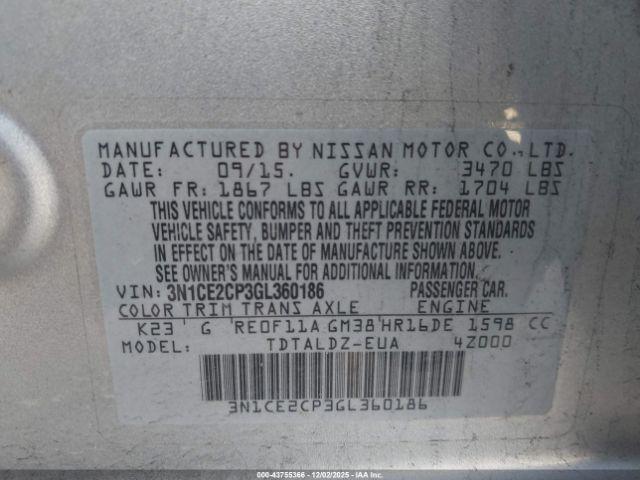 MANUFACTURED BY NISSAN MOTOR CO.,LTD.
DATE: 09/15. GVWR: 3470 LBS
GAWR FR: 1867 LBS GAWR RR: 1704 LBS
THIS VEHICLE CONFORMS TO ALL APPLICABLE FEDERAL MOTOR
VEHICLE SAFETY, BUMPER AND THEFT PREVENTION STANDARDS
IN EFFECT ON THE DATE OF MANUFACTURE SHOWN ABOVE.
SEE OWNER'S MANUAL FOR ADDITIONAL INFORMATION.
VIN: 3N1CE2CP3GL360186 PASSENGER CAR.
COLOR TRIM TRANS AXLE ENGINE
K23 G RE0F11A GM38 HR16DE 1598 CC
MODEL: TDTALDZ-EUA 4Z000
3N1CE2CP3GL360186
000-43755366 12/02/2025 IAAI.COM